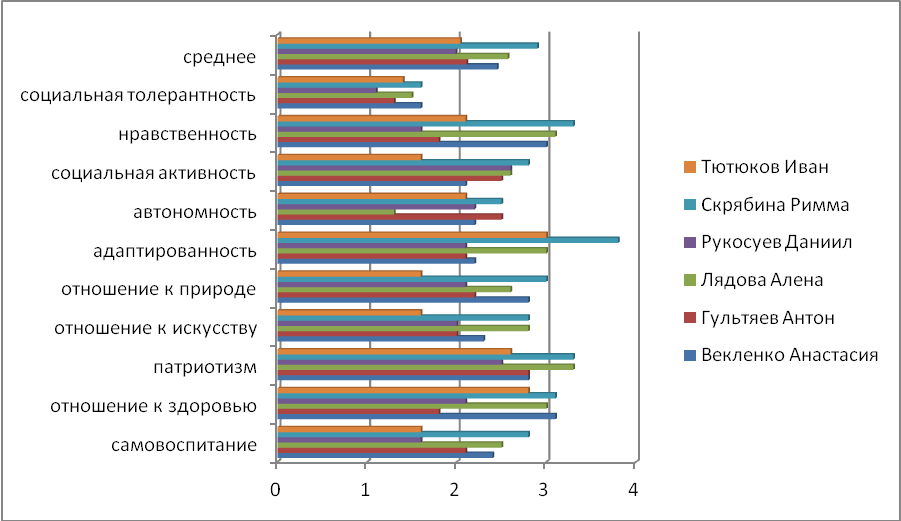 среднее
социальная толерантность
нравственность
социальная активность
автономность
адаптированность
отношение к природе
отношение к искусству
патриотизм
отношение к здоровью
самовоспитание
0 1 2 3 4
Тютюков Иван
Скрябина Римма
Рукосуев Даниил
Лядова Алена
Гультяев Антон
Векленко Анастасия